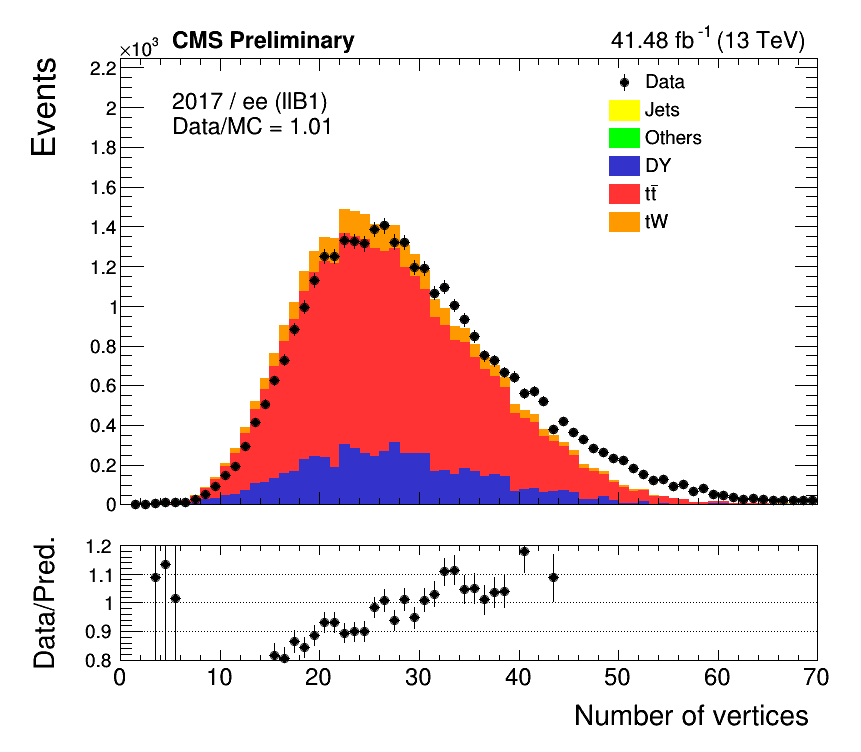 ×10³ CMS Preliminary 41.48 fb⁻¹ (13 TeV)
Events
2.2
2
1.8
1.6
1.4
1.2
1
0.8
0.6
0.4
0.2
0
2017 / ee (IIB1)
Data/MC = 1.01
Data
Jets
Others
DY
tt̄
tW
Data/Pred.
1.2
1.1
1
0.9
0.8
0 10 20 30 40 50 60 70
Number of vertices